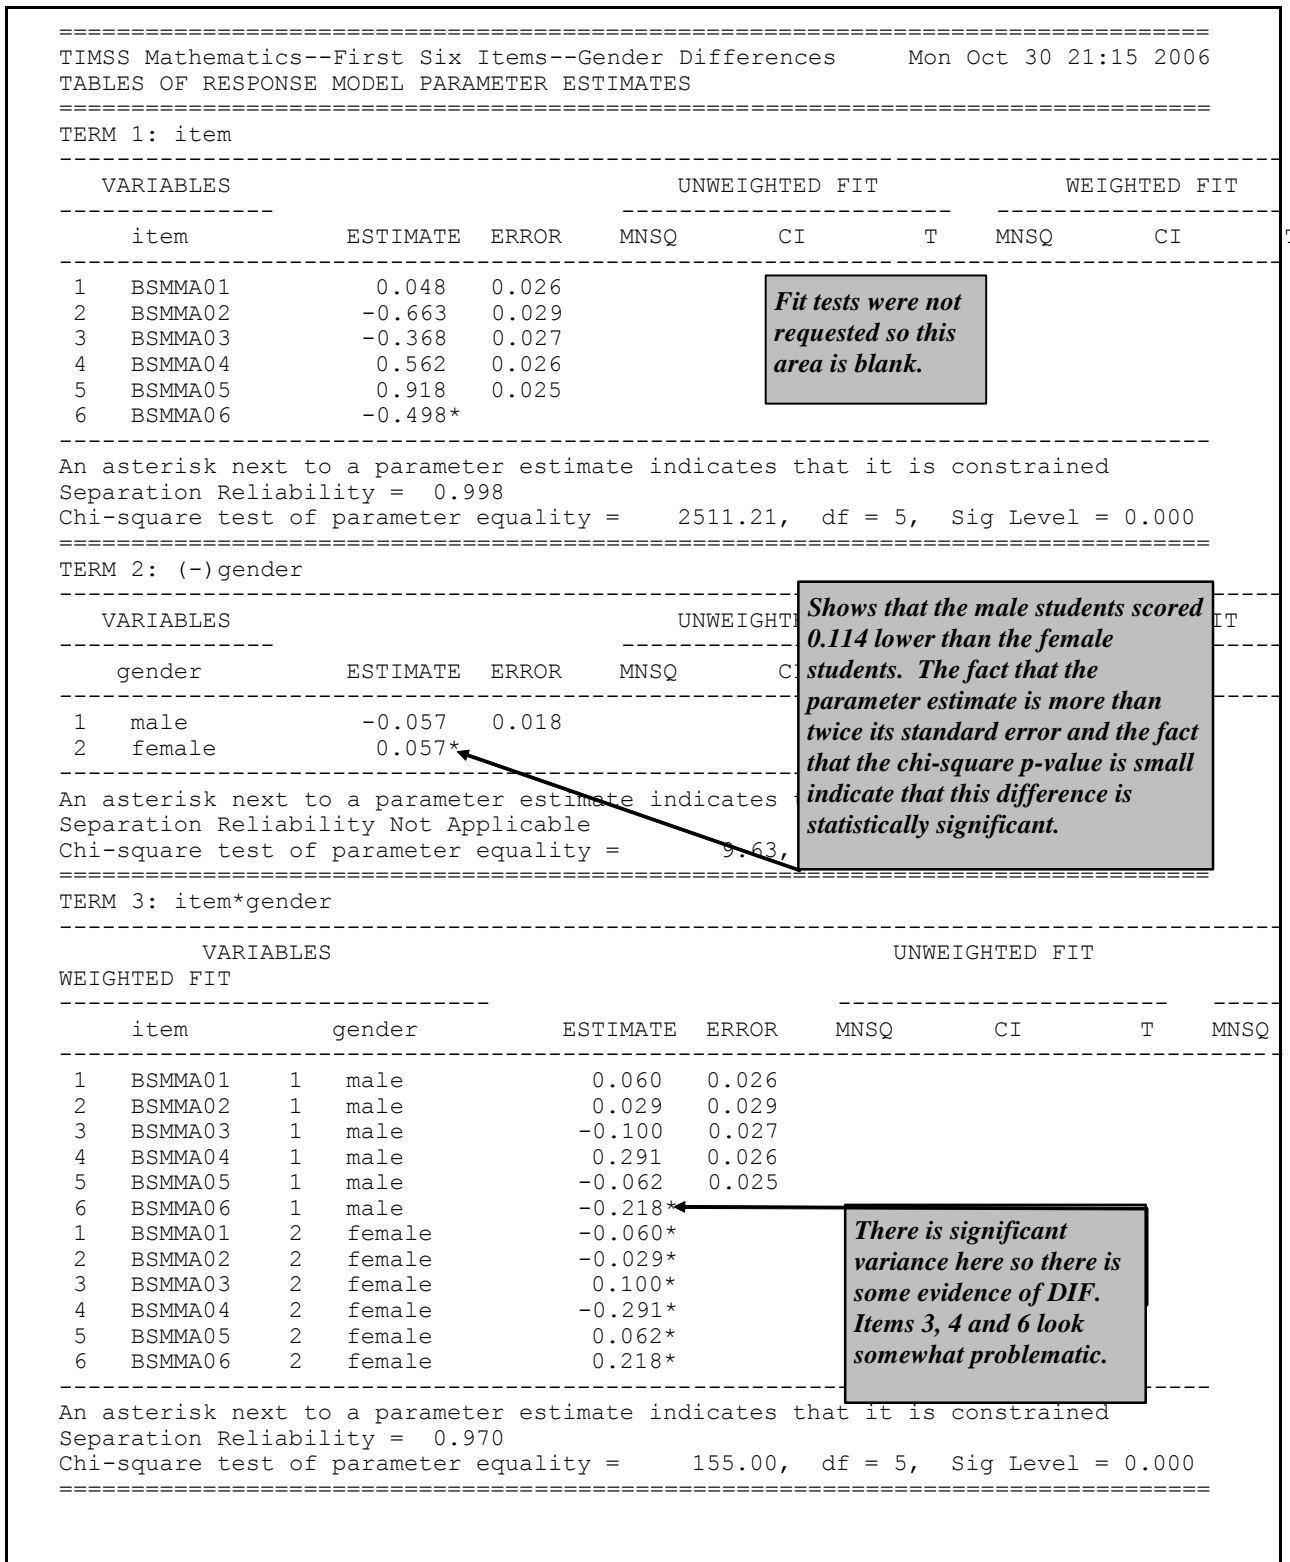 ================================================================================
TIMSS Mathematics--First Six Items--Gender Differences     Mon Oct 30 21:15 2006
TABLES OF RESPONSE MODEL PARAMETER ESTIMATES
================================================================================
TERM 1: item
--------------------------------------------------------------------------------
VARIABLES                               UNWEIGHTED FIT             WEIGHTED FIT
---------------                        -----------------------   --------------------
item           ESTIMATE  ERROR    MNSQ       CI         T    MNSQ       CI
--------------------------------------------------------------------------------
1   BSMMA01            0.048   0.026
2   BSMMA02           -0.663   0.029
3   BSMMA03           -0.368   0.027
4   BSMMA04            0.562   0.026
5   BSMMA05            0.918   0.025
6   BSMMA06           -0.498*
Fit tests were not
requested so this
area is blank.
--------------------------------------------------------------------------------
An asterisk next to a parameter estimate indicates that it is constrained
Separation Reliability =  0.998
Chi-square test of parameter equality =    2511.21,  df = 5,  Sig Level = 0.000
================================================================================
TERM 2: (-)gender
--------------------------------------------------------------------------------
VARIABLES                               UNWEIGHT IT
---------------                        ------------
gender         ESTIMATE  ERROR    MNSQ       C
--------------------------------------------------------------------------------
1   male              -0.057   0.018
2   female             0.057*
Shows that the male students scored
0.114 lower than the female
students.  The fact that the
parameter estimate is more than
twice its standard error and the fact
that the chi-square p-value is small
indicate that this difference is
statistically significant.
--------------------------------------------------------------------------------
An asterisk next to a parameter estimate indicates
Separation Reliability Not Applicable
Chi-square test of parameter equality =       9.63,
================================================================================
TERM 3: item*gender
--------------------------------------------------------------------------------
VARIABLES                                       UNWEIGHTED FIT
WEIGHTED FIT
------------------------------                        -----------------------   -----
item          gender          ESTIMATE  ERROR    MNSQ       CI         T    MNSQ
--------------------------------------------------------------------------------
1   BSMMA01    1   male               0.060   0.026
2   BSMMA02    1   male               0.029   0.029
3   BSMMA03    1   male              -0.100   0.027
4   BSMMA04    1   male               0.291   0.026
5   BSMMA05    1   male              -0.062   0.025
6   BSMMA06    1   male              -0.218*
1   BSMMA01    2   female            -0.060*
2   BSMMA02    2   female            -0.029*
3   BSMMA03    2   female             0.100*
4   BSMMA04    2   female            -0.291*
5   BSMMA05    2   female             0.062*
6   BSMMA06    2   female             0.218*
There is significant
variance here so there is
some evidence of DIF.
Items 3, 4 and 6 look
somewhat problematic.
--------------------------------------------------------------------------------
An asterisk next to a parameter estimate indicates that it is constrained
Separation Reliability =  0.970
Chi-square test of parameter equality =     155.00,  df = 5,  Sig Level = 0.000
================================================================================